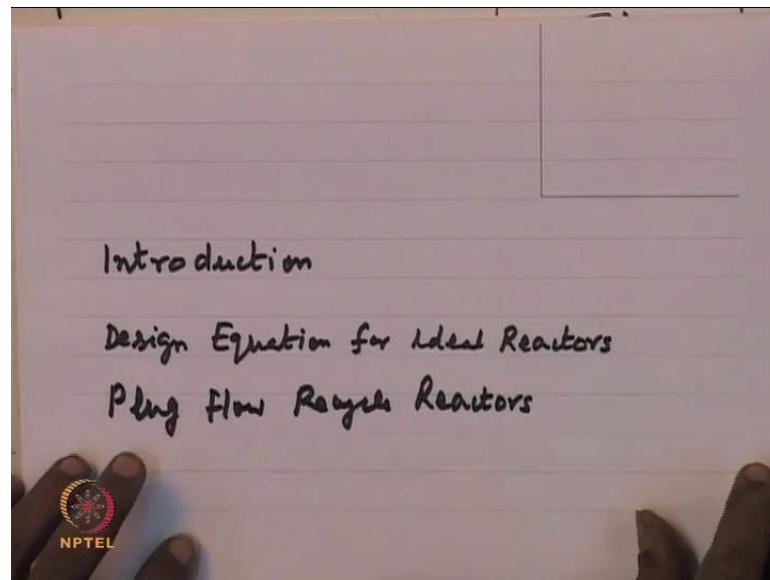 Introduction
Design Equation for Ideal Reactors
Plug Flow Recycle Reactors
NPTEL